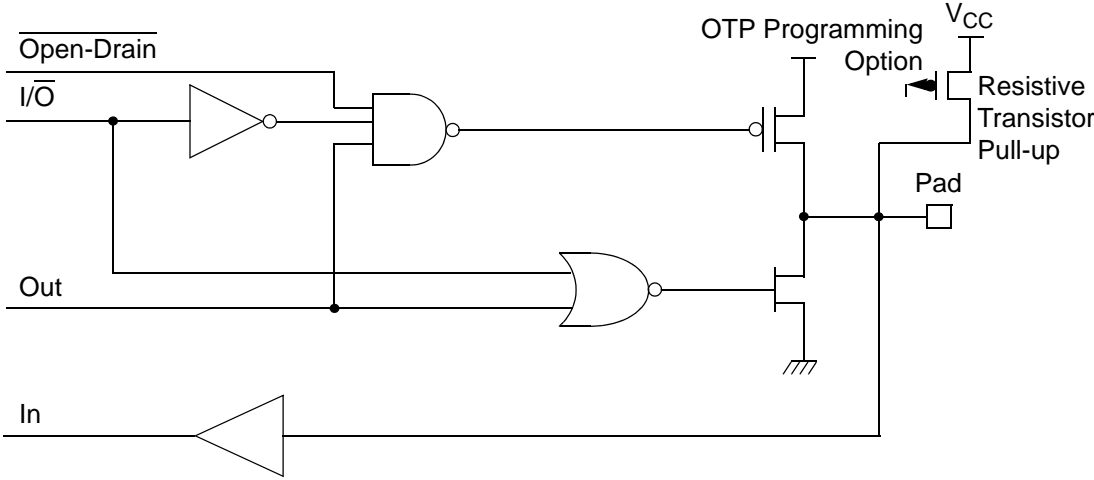 V_CC
OTP Programming
Option
Open-Drain
I/O
Resistive
Transistor
Pull-up
Pad
Out
In